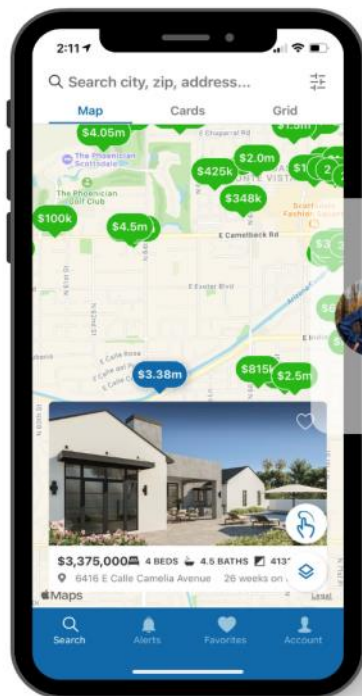 2:11
Search city, zip, address...
Map Cards Grid
$4.05m
E Chaparral Rd
The Phoenician
Scottsdale
$2.0m
$425k
The Phoenician
Golf Club
$348k
$100k
$4.5m
E Camelback Rd
E Exeter Blvd
E Calle Rosa
$3.38m
$815k
$2.5m
$3,375,000 4 BEDS 4.5 BATHS
6416 E Calle Camelia Avenue 26 weeks on
Maps
Legal
Search Alerts Favorites Account